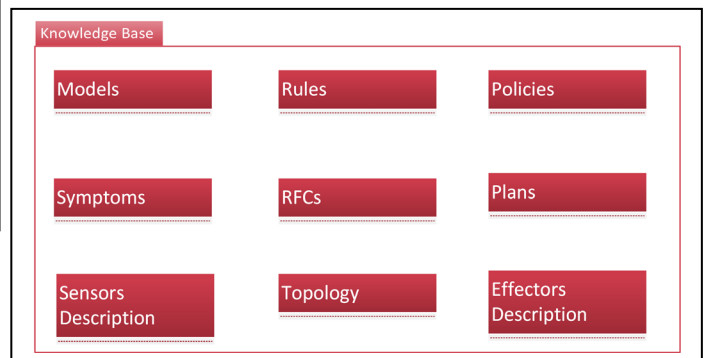 Knowledge Base
Models
Rules
Policies
Symptoms
RFCs
Plans
Sensors
Description
Topology
Effectors
Description